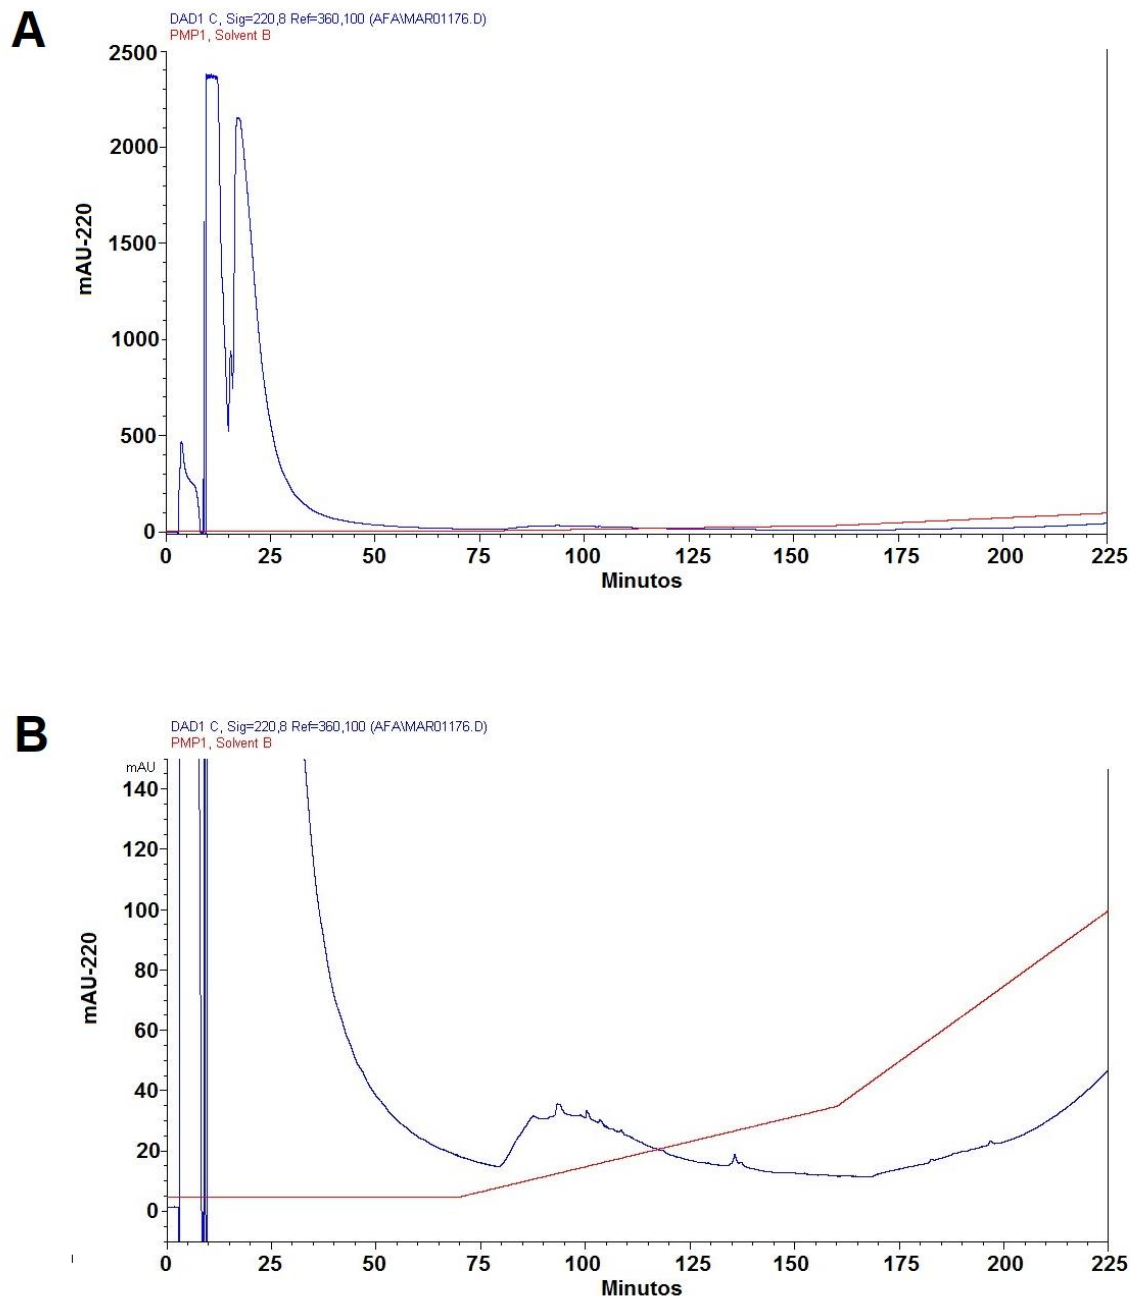 A
DAD1 C, Sig=220,8 Ref=360,100 (AFA\MAR01176.D)
PMP1, Solvent B
2500
2000
1500
1000
500
0
mAU-220
0 25 50 75 100 125 150 175 200 225
Minutos
B
DAD1 C, Sig=220,8 Ref=360,100 (AFA\MAR01176.D)
PMP1, Solvent B
mAU
140
120
100
80
60
40
20
0
mAU-220
0 25 50 75 100 125 150 175 200 225
Minutos